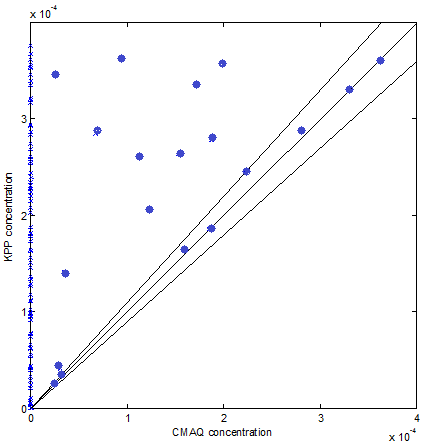 x 10⁻⁴
3
2
1
0
0 1 2 3 4
x 10⁻⁴
KPP concentration
CMAQ concentration